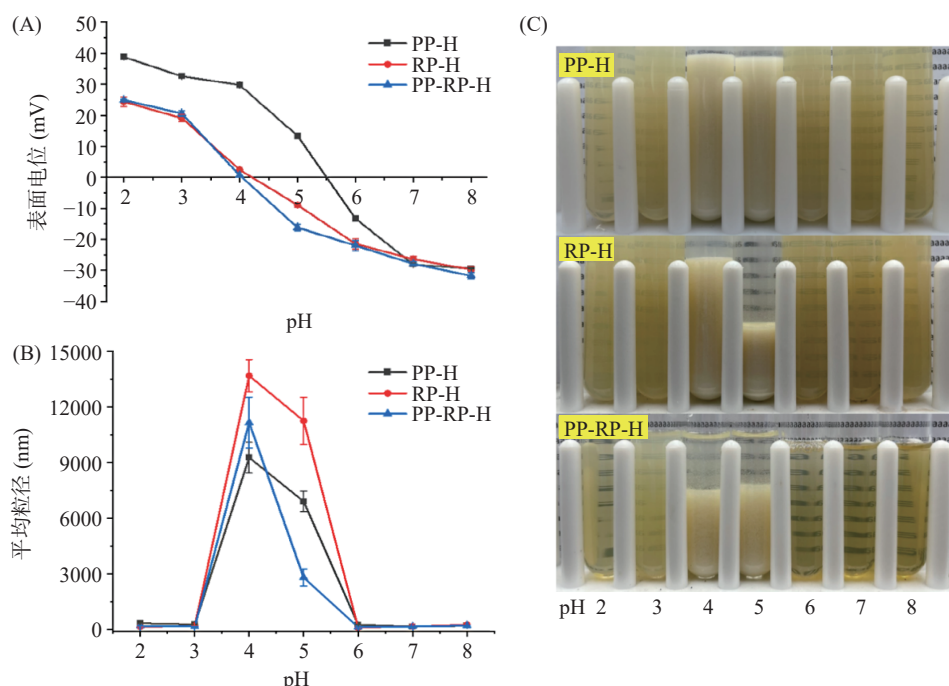 (A)
50
40
30
20
10
0
−10
−20
−30
−40
表面电位 (mV)
PP-H
RP-H
PP-RP-H
2 3 4 5 6 7 8
pH
(B)
15000
12000
9000
6000
3000
0
平均粒径 (nm)
PP-H
RP-H
PP-RP-H
2 3 4 5 6 7 8
pH
(C)
PP-H
RP-H
PP-RP-H
pH 2 3 4 5 6 7 8